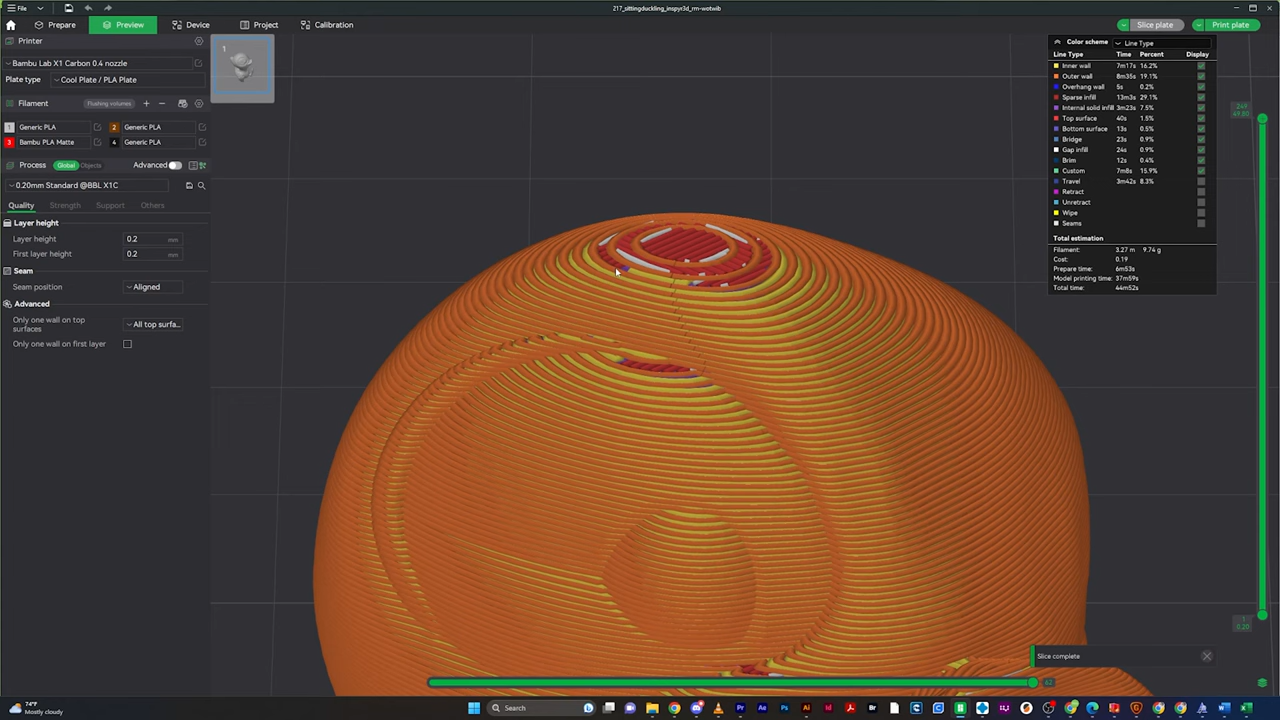 File
217_sittingduckling_inspyr3d_rm-wotwib
Prepare
Preview
Device
Project
Calibration
Slice plate
Print plate
Printer
Bambu Lab X1 Carbon 0.4 nozzle
Plate type
Cool Plate / PLA Plate
Filament
Flushing volumes
1 Generic PLA
2 Generic PLA
3 Bambu PLA Matte
4 Generic PLA
Process
Global
Objects
Advanced
0.20mm Standard @BBL X1C
Quality
Strength
Support
Others
Layer height
Layer height 0.2 mm
First layer height 0.2 mm
Seam
Seam position Aligned
Advanced
Only one wall on top
surfaces
All top surfa...
Only one wall on first layer
1
Color scheme Line Type
Line Type Time Percent Display
Inner wall 7m17s 16.2%
Outer wall 8m35s 19.1%
Overhang wall 5s 0.2%
Sparse infill 13m3s 29.1%
Internal solid infill 3m23s 7.5%
Top surface 40s 1.5%
Bottom surface 13s 0.5%
Bridge 23s 0.9%
Gap infill 24s 0.9%
Brim 12s 0.4%
Custom 7m8s 15.9%
Travel 3m42s 8.3%
Retract
Unretract
Wipe
Seams
Total estimation
Filament: 3.27 m 9.74 g
Cost: 0.19
Prepare time: 6m53s
Model printing time: 37m59s
Total time: 44m52s
249
49.80
1
0.20
Slice complete
74°F
Mostly cloudy
Search